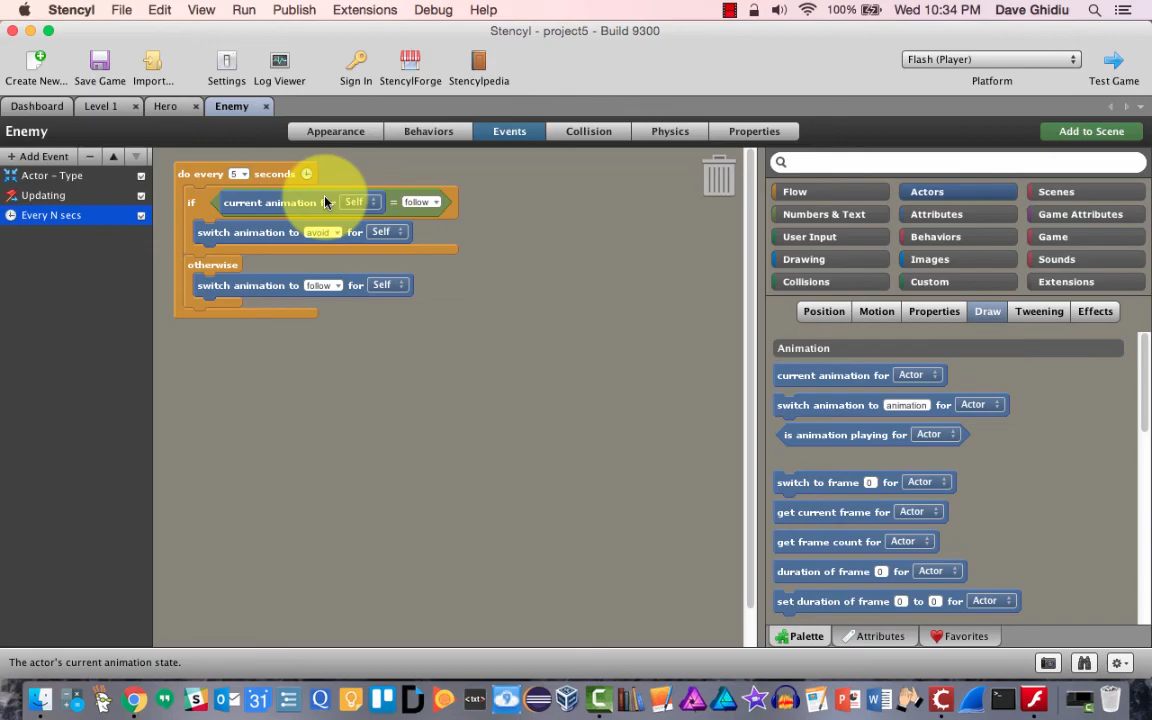 Stencyl File Edit View Run Publish Extensions Debug Help 100% Wed 10:34 PM Dave Ghidiu
Stencyl - project5 - Build 9300
Create New... Save Game Import... Settings Log Viewer Sign In StencylForge Stencylpedia Flash (Player) Platform Test Game
Dashboard Level 1 × Hero × Enemy ×
Enemy Appearance Behaviors Events Collision Physics Properties Add to Scene
+ Add Event
Actor - Type
Updating
Every N secs
do every 5 seconds
if current animation for Self = follow
switch animation to avoid for Self
otherwise
switch animation to follow for Self
Flow Actors Scenes
Numbers & Text Attributes Game Attributes
User Input Behaviors Game
Drawing Images Sounds
Collisions Custom Extensions
Position Motion Properties Draw Tweening Effects
Animation
current animation for Actor
switch animation to animation for Actor
is animation playing for Actor
switch to frame 0 for Actor
get current frame for Actor
get frame count for Actor
duration of frame 0 for Actor
set duration of frame 0 to 0 for Actor
Palette Attributes Favorites
The actor's current animation state.
31
<txt>